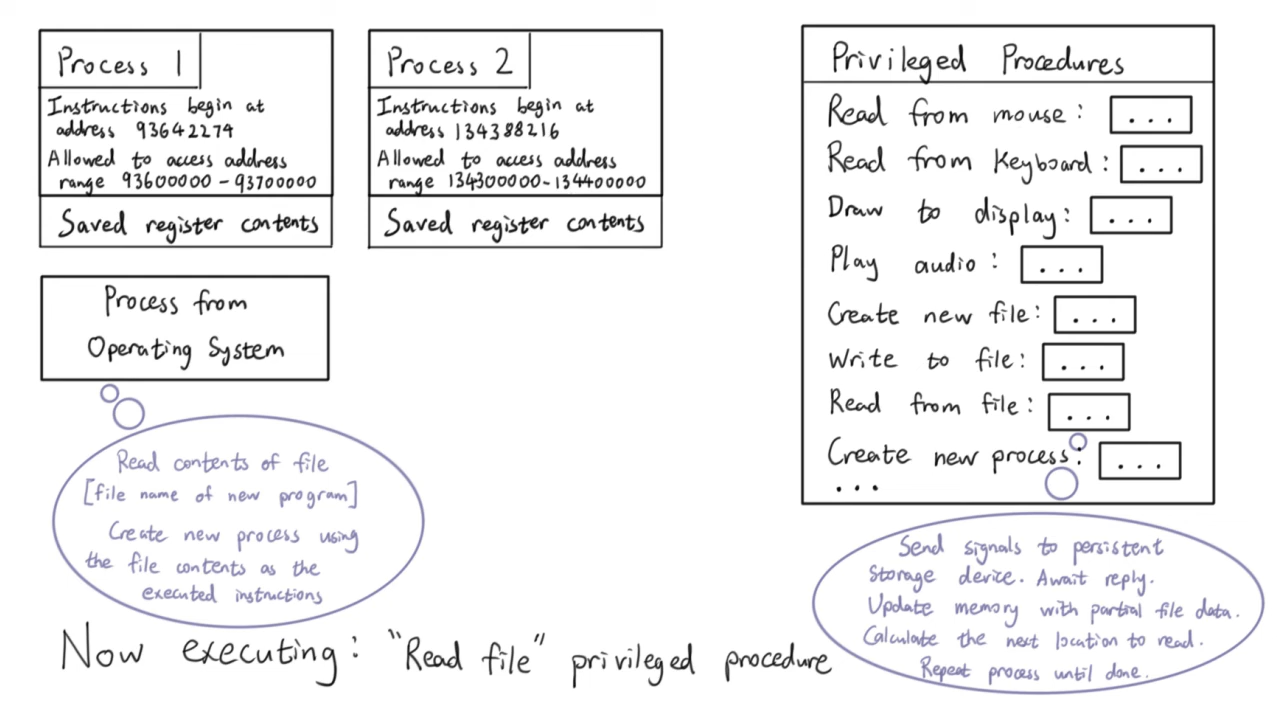 Process 1
Instructions begin at
address 93642274
Allowed to access address
range 93600000-93700000
Saved register contents
Process 2
Instructions begin at
address 134388216
Allowed to access address
range 134300000-134400000
Saved register contents
Process from
Operating System
Read contents of file
[file name of new program]
Create new process using
the file contents as the
executed instructions
Privileged Procedures
Read from mouse: ...
Read from Keyboard: ...
Draw to display: ...
Play audio: ...
Create new file: ...
Write to file: ...
Read from file: ...
Create new process: ...
...
Send signals to persistent
Storage device. Await reply.
Update memory with partial file data.
Calculate the next location to read.
Repeat process until done.
Now executing: "Read file" privileged procedure